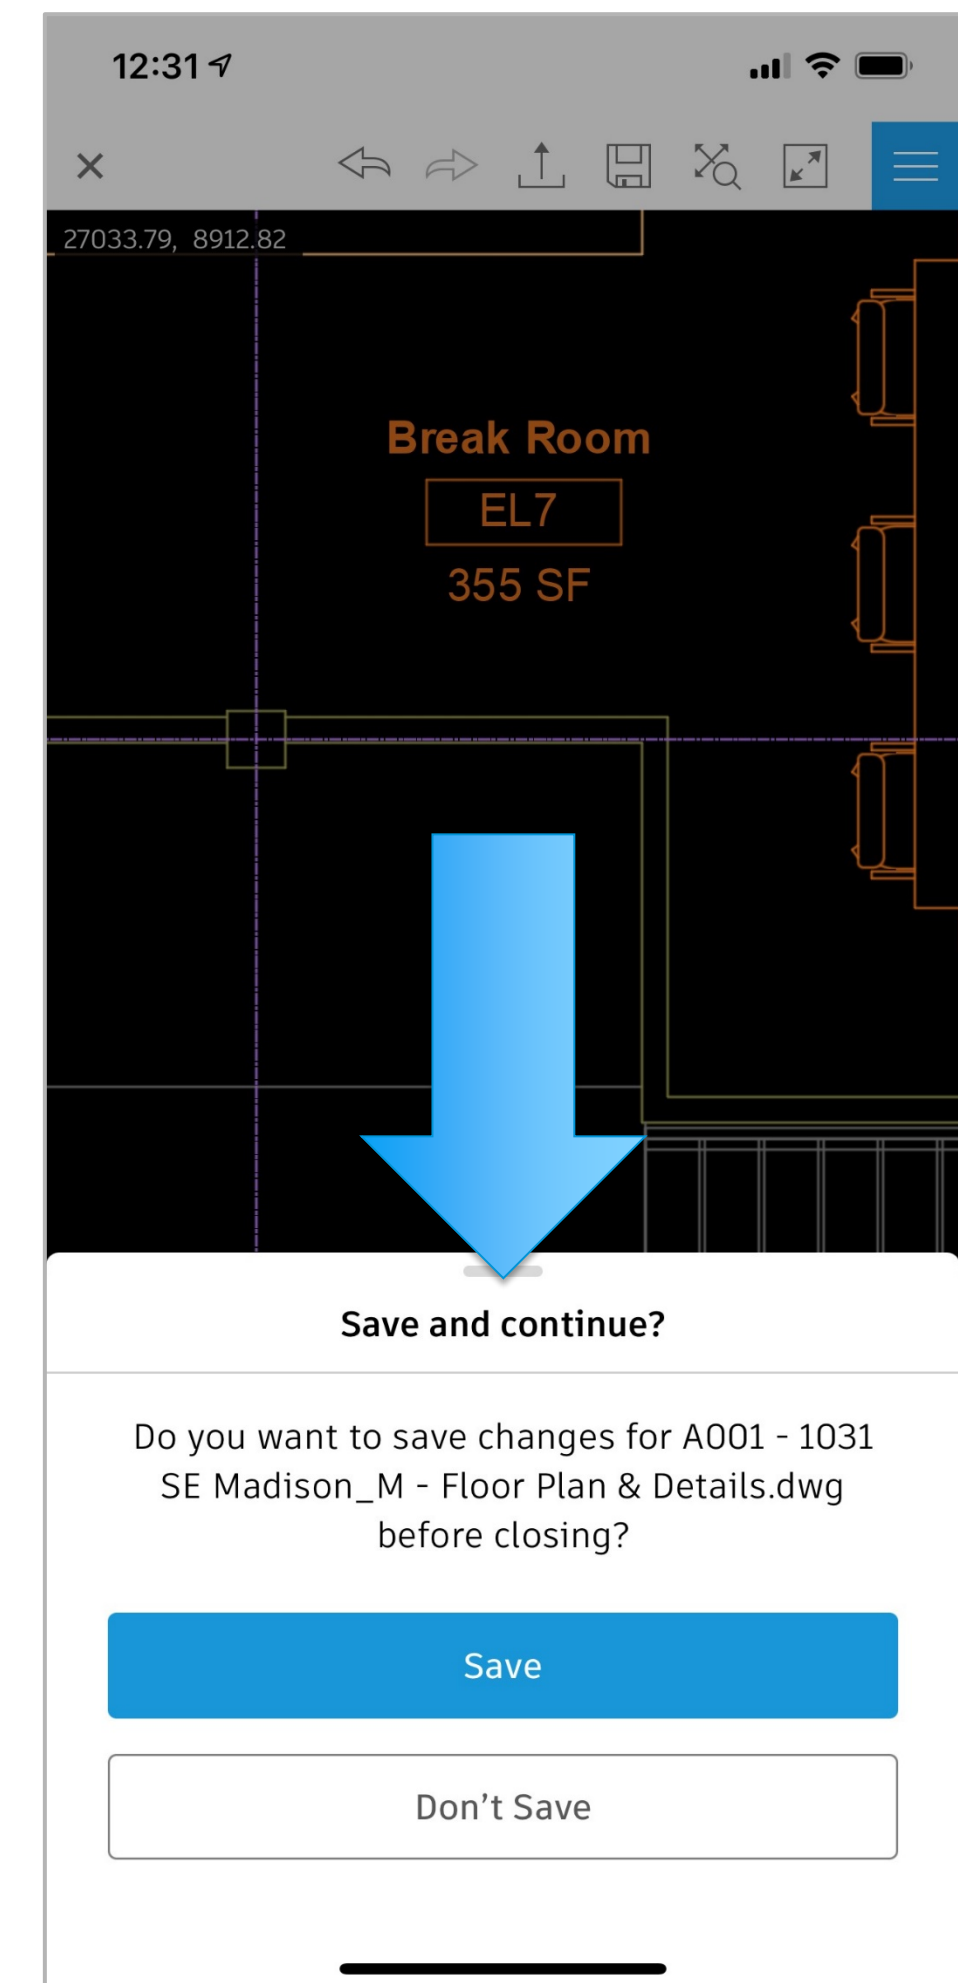 12:31
27033.79, 8912.82
Break Room
EL7
355 SF
Save and continue?
Do you want to save changes for A001 - 1031
SE Madison_M - Floor Plan & Details.dwg
before closing?
Save
Don’t Save